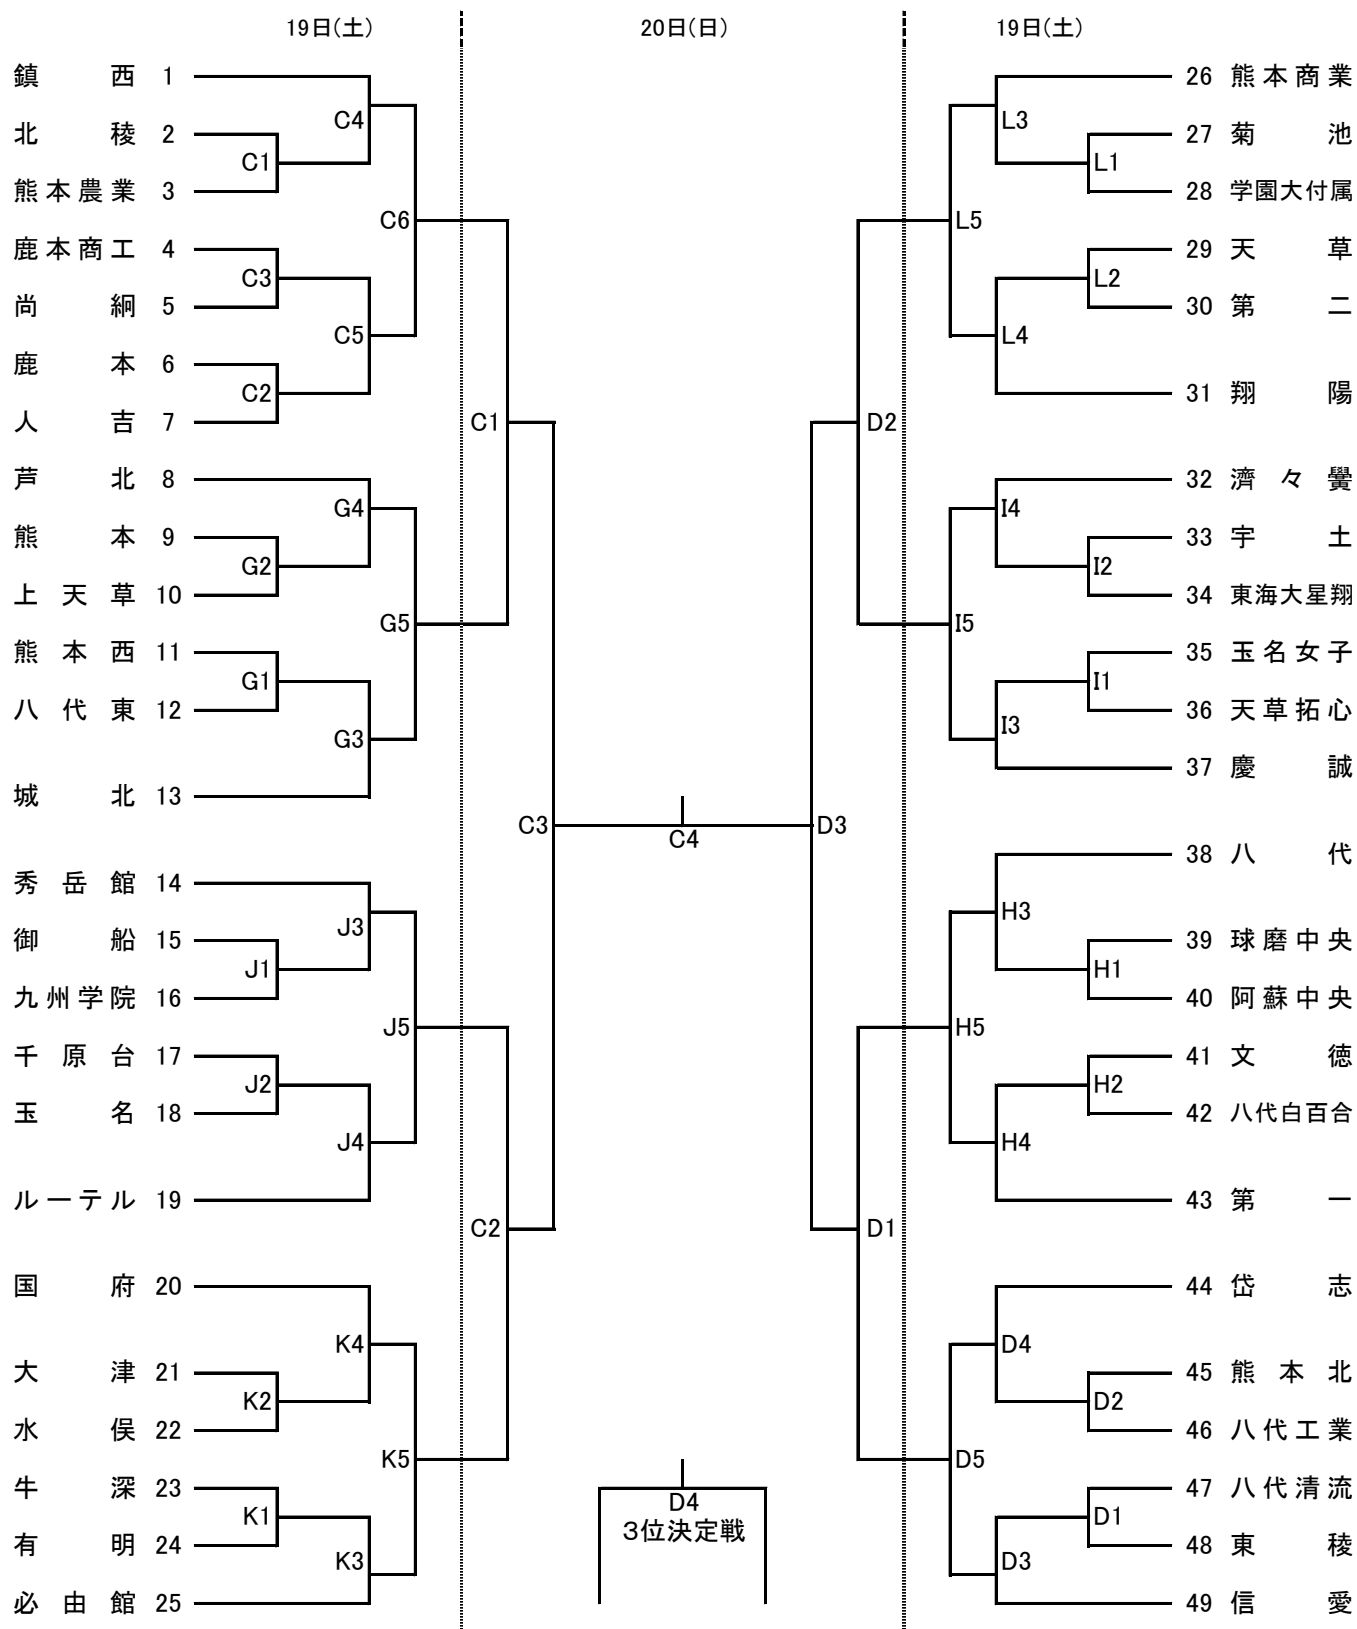 19日(土)
20日(日)
19日(土)
鎮西 1
北稜 2
熊本農業 3
鹿本商工 4
尚絅 5
鹿本 6
人吉 7
芦北 8
熊本 9
上天草 10
熊本西 11
八代東 12
城北 13
秀岳館 14
御船 15
九州学院 16
千原台 17
玉名 18
ルーテル 19
国府 20
大津 21
水俣 22
牛深 23
有明 24
必由館 25
C4
C1
C6
C3
C5
C2
G4
G2
G5
G1
G3
J3
J1
J5
J2
J4
K4
K2
K5
K1
K3
C1
C3
C2
C4
D4
3位決定戦
D2
D3
D1
L3
L1
L5
L2
L4
I4
I2
I5
I1
I3
H3
H1
H5
H2
H4
D4
D2
D5
D1
D3
26 熊本商業
27 菊池
28 学園大付属
29 天草
30 第二
31 翔陽
32 濟々黌
33 宇土
34 東海大星翔
35 玉名女子
36 天草拓心
37 慶誠
38 八代
39 球磨中央
40 阿蘇中央
41 文徳
42 八代白百合
43 第一
44 岱志
45 熊本北
46 八代工業
47 八代清流
48 東稜
49 信愛